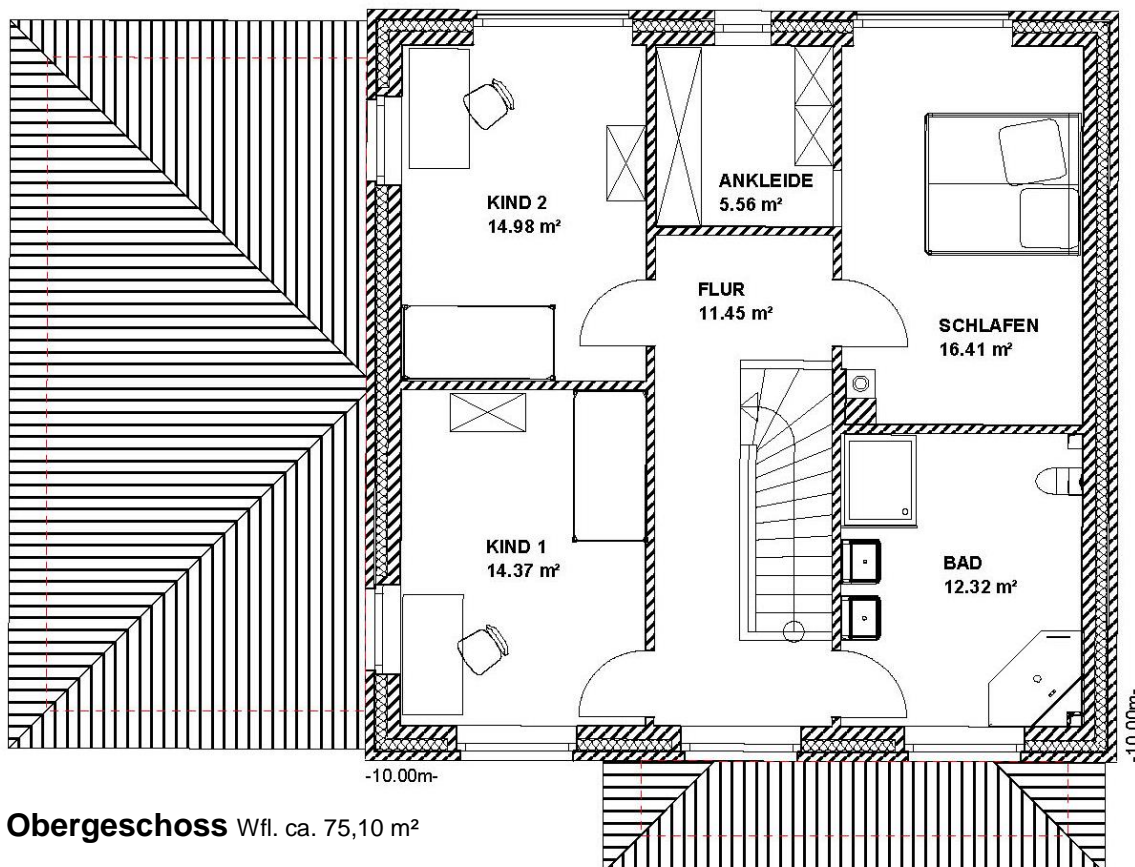 KIND 2
14.98 m²
ANKLEIDE
5.56 m²
FLUR
11.45 m²
SCHLAFEN
16.41 m²
KIND 1
14.37 m²
BAD
12.32 m²
-10.00m-
-10.00m-
Obergeschoss Wfl. ca. 75,10 m²